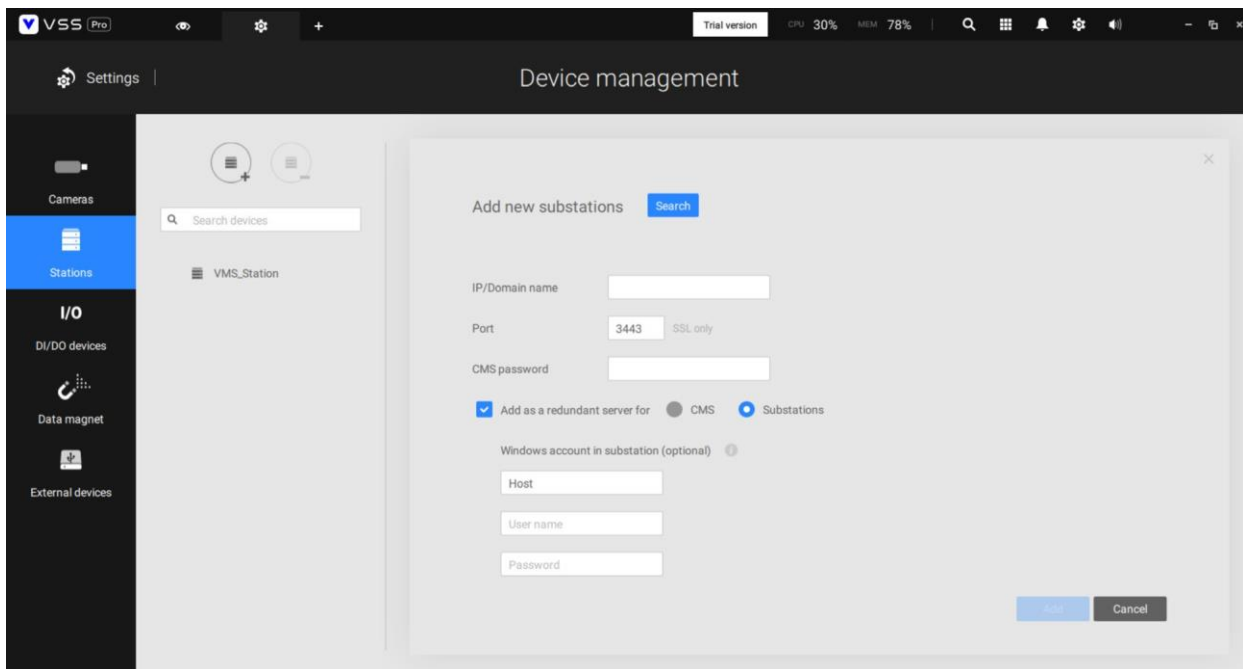 VSS Pro
Trial version
CPU 30% MEM 78%
Settings
Device management
Cameras
Stations
I/O
DI/DO devices
Data magnet
External devices
Search devices
VMS_Station
Add new substations
Search
IP/Domain name
Port 3443 SSL only
CMS password
Add as a redundant server for CMS Substations
Windows account in substation (optional)
Host
User name
Password
Add
Cancel